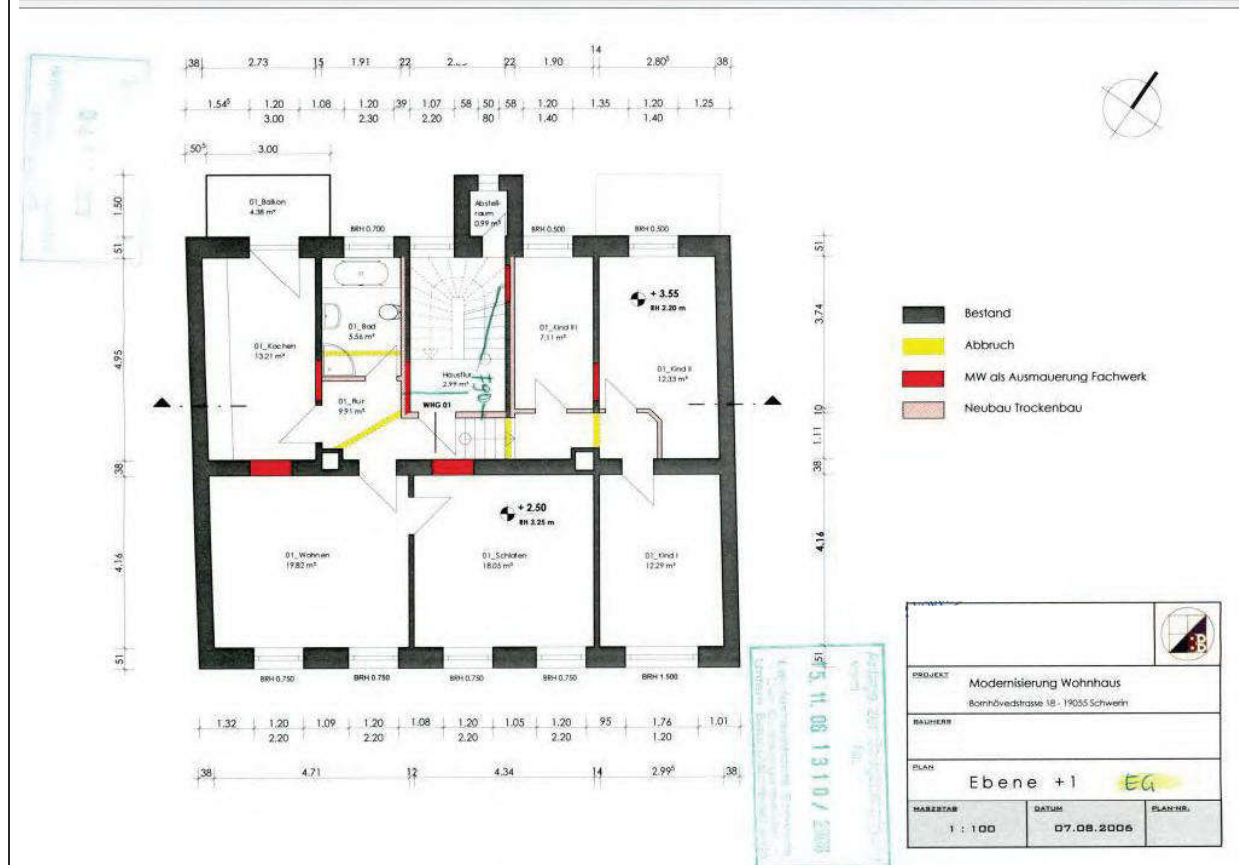 14
38 2.73 15 1.91 22 22 1.90 2.80⁵ 38
1.54⁵ 1.20 1.08 1.20 39 1.07 58 50 58 1.20 1.35 1.20 1.25
3.00 2.30 2.20 80 1.40 1.40
50⁵ 3.00
1.50
51
4.95
38
4.16
51
01_Balkon
4.38 m²
Abstell-
raum
0.99 m²
BRH 0.700
BRH 0.500
BRH 0.500
01_Kochen
13.21 m²
01_Bad
5.56 m²
01_Flur
9.91 m²
Hausflur
2.99 m²
WHG 01
F90
01_Kind III
7.11 m²
+ 3.55
RH 2.20 m
01_Kind II
12.33 m²
+ 2.50
RH 3.25 m
01_Wohnen
19.82 m²
01_Schlafen
18.05 m²
01_Kind I
12.29 m²
BRH 0.750 BRH 0.750 BRH 0.750 BRH 0.750 BRH 1.500
51
3.74
10
1.11
38
4.16
51
1.32 1.20 1.09 1.20 1.08 1.20 1.05 1.20 95 1.76 1.01
2.20 2.20 2.20 2.20 1.20
38 4.71 12 4.34 14 2.99⁵ 38
Bestand
Abbruch
MW als Ausmauerung Fachwerk
Neubau Trockenbau
PROJEKT
Modernisierung Wohnhaus
Bornhövedstrasse 18 - 19055 Schwerin
BAUHERR
PLAN
Ebene +1 EG
MARZSTAB DATUM PLAN-NR.
1 : 100 07.08.2006